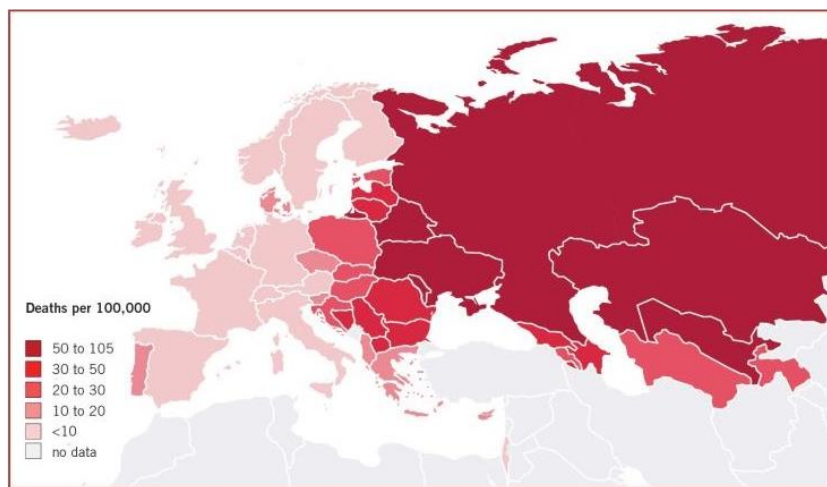 Deaths per 100,000
50 to 105
30 to 50
20 to 30
10 to 20
<10
no data